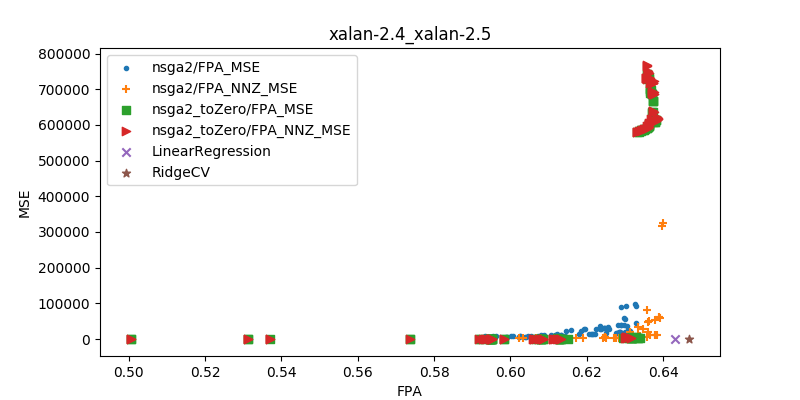 xalan-2.4_xalan-2.5
800000
700000
600000
500000
400000
300000
200000
100000
0
MSE
nsga2/FPA_MSE
nsga2/FPA_NNZ_MSE
nsga2_toZero/FPA_MSE
nsga2_toZero/FPA_NNZ_MSE
LinearRegression
RidgeCV
0.50 0.52 0.54 0.56 0.58 0.60 0.62 0.64
FPA